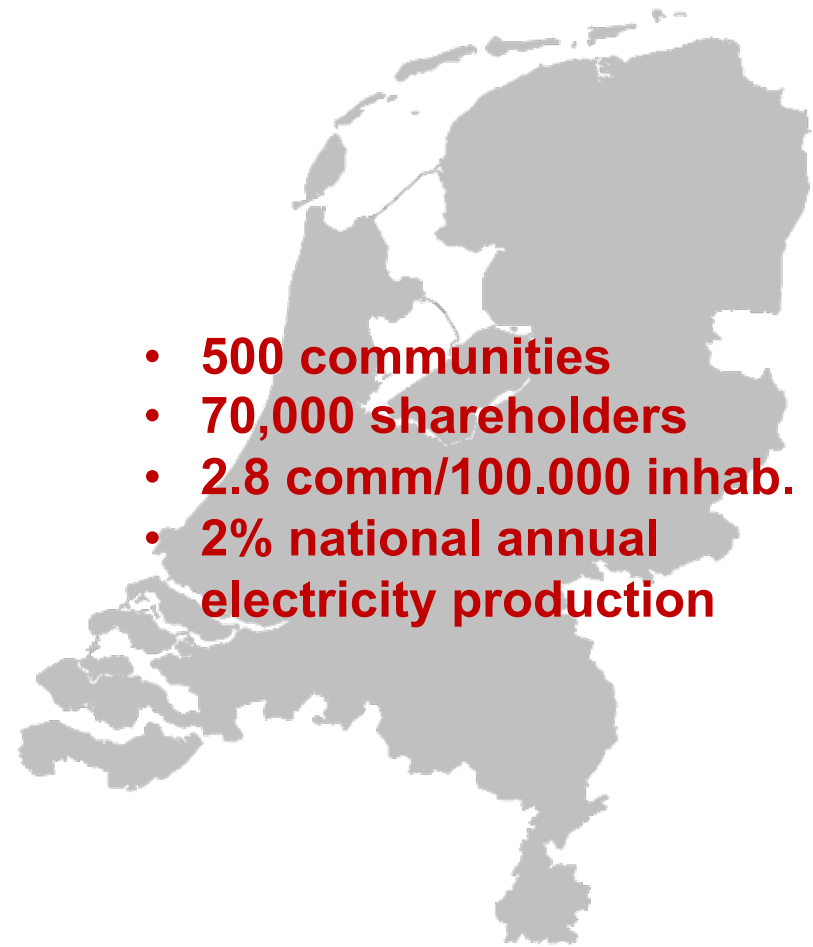 • 500 communities
• 70,000 shareholders
• 2.8 comm/100.000 inhab.
• 2% national annual
electricity production